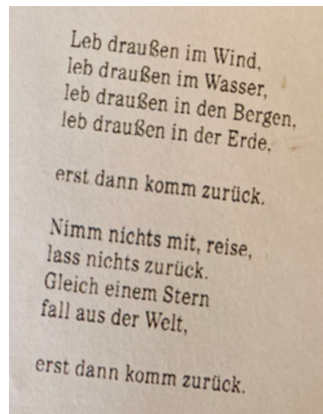 Leb draußen im Wind,
leb draußen im Wasser,
leb draußen in den Bergen,
leb draußen in der Erde,
erst dann komm zurück.
Nimm nichts mit, reise,
lass nichts zurück.
Gleich einem Stern
fall aus der Welt,
erst dann komm zurück.